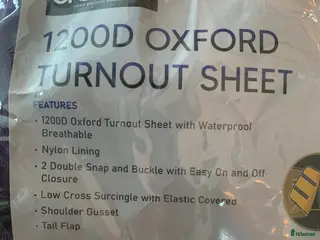 1200D OXFORD
TURNOUT SHEET
FEATURES
• 1200D Oxford Turnout Sheet with Waterproof
Breathable
• Nylon Lining
• 2 Double Snap and Buckle with Easy On and Off
Closure
• Low Cross Surcingle with Elastic Covered
• Shoulder Gusset
• Tail Flap